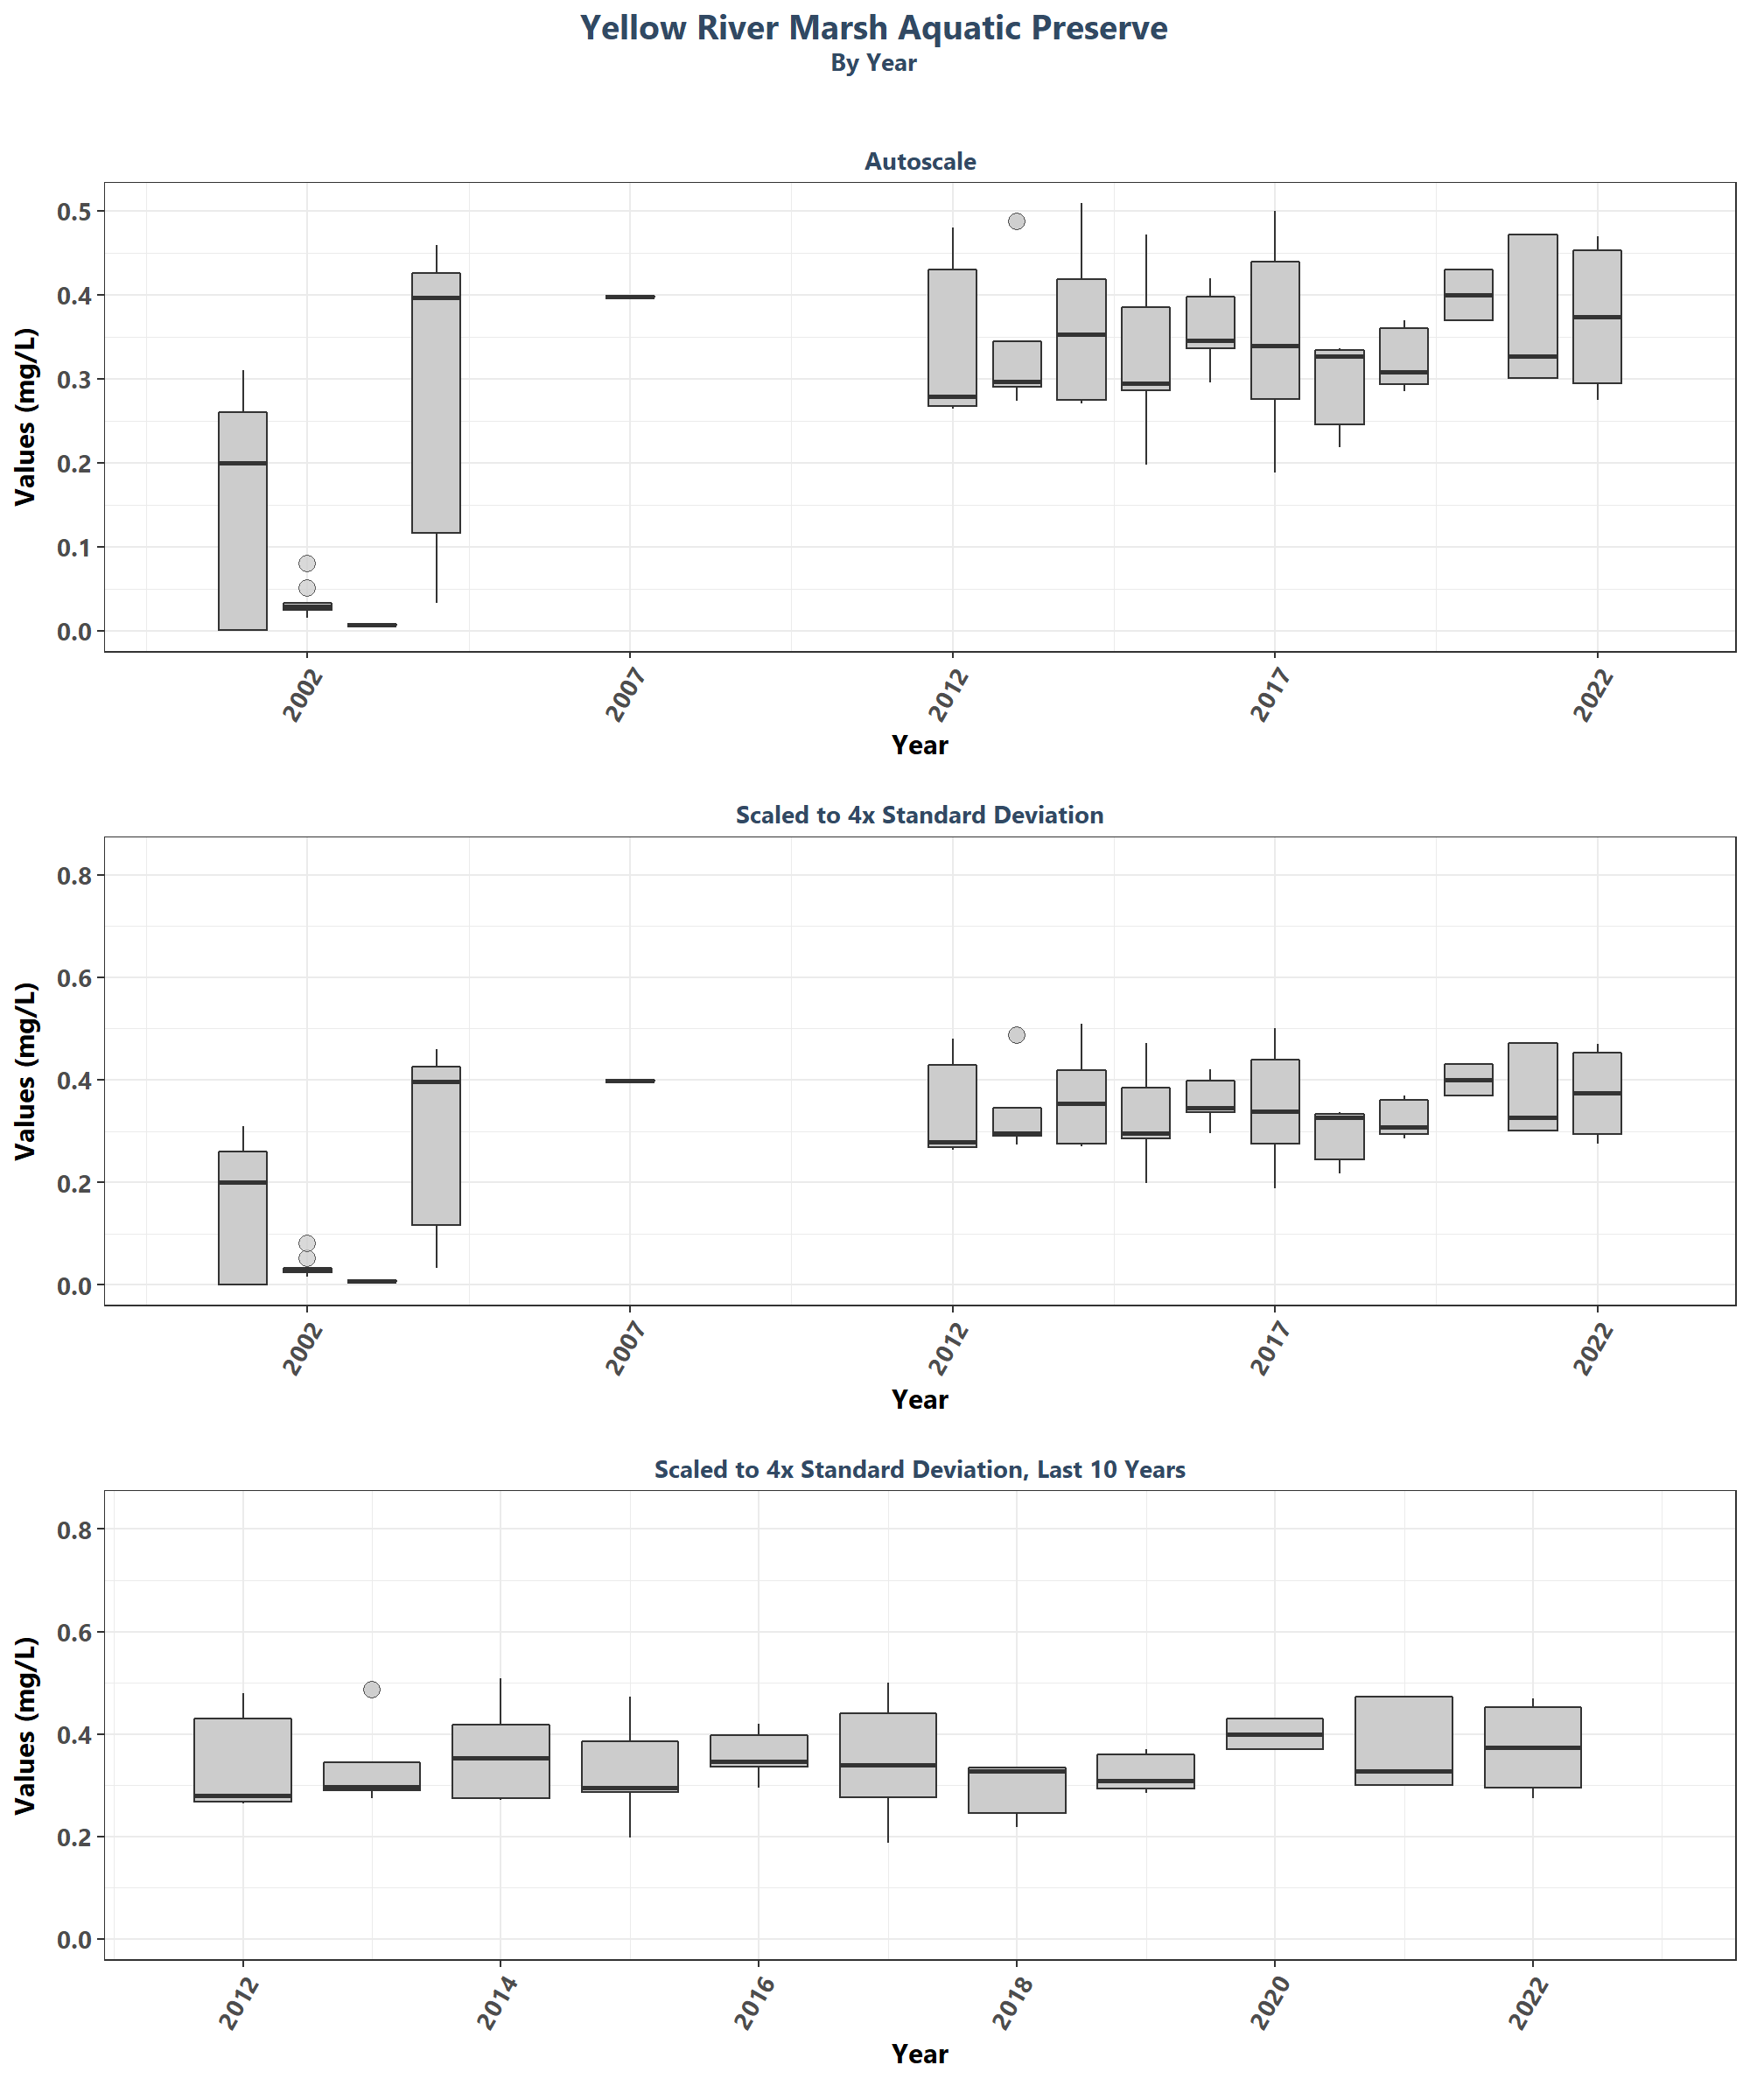 Yellow River Marsh Aquatic Preserve
By Year
Autoscale
Values (mg/L)
0.5
0.4
0.3
0.2
0.1
0.0
2002 2007 2012 2017 2022
Year
Scaled to 4x Standard Deviation
Values (mg/L)
0.8
0.6
0.4
0.2
0.0
2002 2007 2012 2017 2022
Year
Scaled to 4x Standard Deviation, Last 10 Years
Values (mg/L)
0.8
0.6
0.4
0.2
0.0
2012 2014 2016 2018 2020 2022
Year